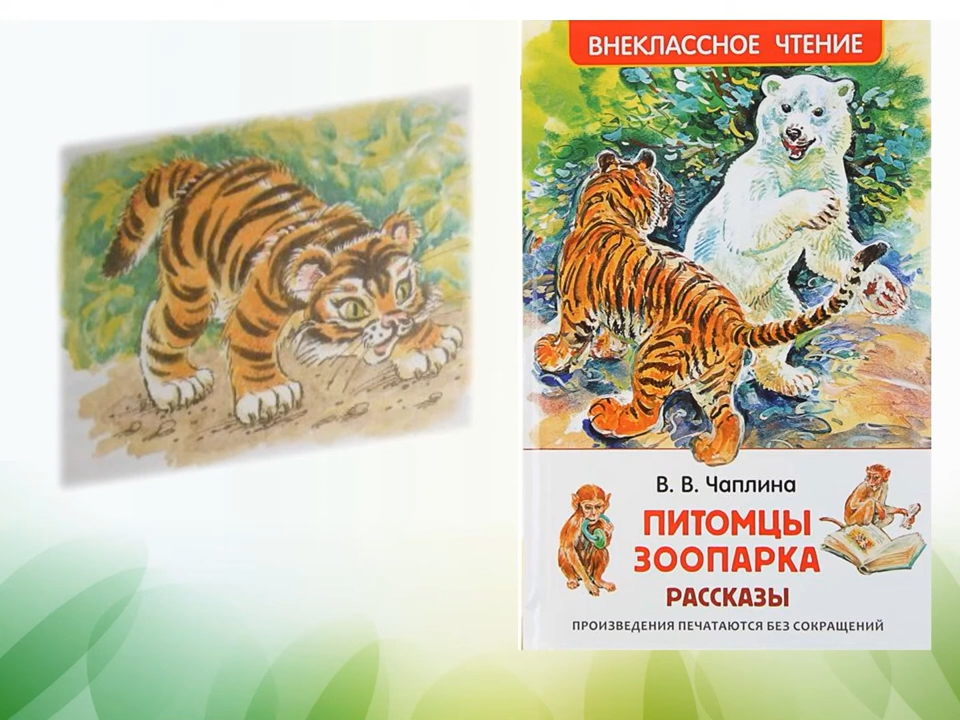 ВНЕКЛАССНОЕ ЧТЕНИЕ
В. В. Чаплина
ПИТОМЦЫ
ЗООПАРКА
РАССКАЗЫ
ПРОИЗВЕДЕНИЯ ПЕЧАТАЮТСЯ БЕЗ СОКРАЩЕНИЙ